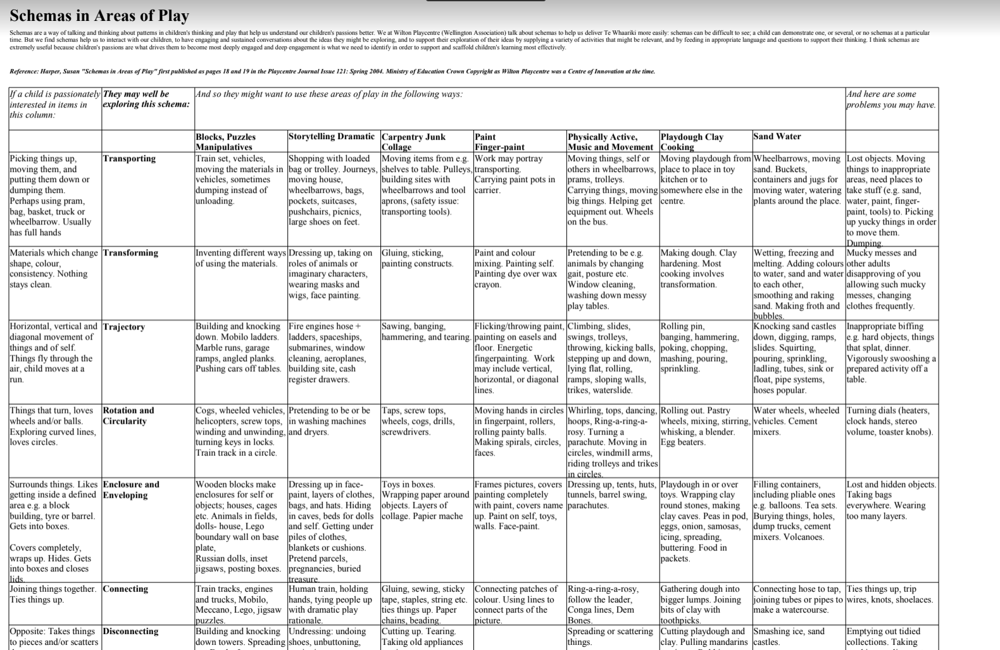 Schemas in Areas of Play
Schemas are a way of talking and thinking about patterns in children's thinking and play that help us understand our children's passions better. We at Wilton Playcentre (Wellington Association) talk about schemas to help us deliver Te Whaariki more easily: schemas can be difficult to see; a child can demonstrate one, or several, or no schemas at a particular
time. But we find schemas help us to interact with our children, to have engaging and sustained conversations about the ideas they might be exploring, and to support their exploration of their ideas by supplying a variety of activities that might be relevant, and by feeding in appropriate language and questions to support their thinking. I think schemas are
extremely useful because children's passions are what drives them to become most deeply engaged and deep engagement is what we need to identify in order to support and scaffold children's learning most effectively.
Reference: Harper, Susan "Schemas in Areas of Play" first published as pages 18 and 19 in the Playcentre Journal Issue 121: Spring 2004. Ministry of Education Crown Copyright as Wilton Playcentre was a Centre of Innovation at the time.
If a child is passionately
interested in items in
this column:
They may well be
exploring this schema:
And so they might want to use these areas of play in the following ways:
And here are some
problems you may have.
Blocks, Puzzles
Manipulatives
Storytelling Dramatic
Carpentry Junk
Collage
Paint
Finger-paint
Physically Active,
Music and Movement
Playdough Clay
Cooking
Sand Water
Picking things up,
moving them, and
putting them down or
dumping them.
Perhaps using pram,
bag, basket, truck or
wheelbarrow. Usually
has full hands
Transporting
Train set, vehicles,
moving the materials in
vehicles, sometimes
dumping instead of
unloading.
Shopping with loaded
bag or trolley. Journeys,
moving house,
wheelbarrows, bags,
pockets, suitcases,
pushchairs, picnics,
large shoes on feet.
Moving items from e.g.
shelves to table. Pulleys,
building sites with
wheelbarrows and tool
aprons, (safety issue:
transporting tools).
Work may portray
transporting.
Carrying paint pots in
carrier.
Moving things, self or
others in wheelbarrows,
prams, trolleys.
Carrying things, moving
big things. Helping get
equipment out. Wheels
on the bus.
Moving playdough from
place to place in toy
kitchen or to
somewhere else in the
centre.
Wheelbarrows, moving
sand. Buckets,
containers and jugs for
moving water, watering
plants around the place.
Lost objects. Moving
things to inappropriate
areas, need places to
take stuff (e.g. sand,
water, paint, finger-
paint, tools) to. Picking
up yucky things in order
to move them.
Dumping.
Materials which change
shape, colour,
consistency. Nothing
stays clean.
Transforming
Inventing different ways
of using the materials.
Dressing up, taking on
roles of animals or
imaginary characters,
wearing masks and
wigs, face painting.
Gluing, sticking,
painting constructs.
Paint and colour
mixing. Painting self.
Painting dye over wax
crayon.
Pretending to be e.g.
animals by changing
gait, posture etc.
Window cleaning,
washing down messy
play tables.
Making dough. Clay
hardening. Most
cooking involves
transformation.
Wetting, freezing and
melting. Adding colours
to water, sand and water
to each other,
smoothing and raking
sand. Making froth and
bubbles.
Mucky messes and
other adults
disapproving of you
allowing such mucky
messes, changing
clothes frequently.
Horizontal, vertical and
diagonal movement of
things and of self.
Things fly through the
air, child moves at a
run.
Trajectory
Building and knocking
down. Mobilo ladders.
Marble runs, garage
ramps, angled planks.
Pushing cars off tables.
Fire engines hose +
ladders, spaceships,
submarines, window
cleaning, aeroplanes,
building site, cash
register drawers.
Sawing, banging,
hammering, and tearing.
Flicking/throwing paint,
painting on easels and
floor. Energetic
fingerpainting. Work
may include vertical,
horizontal, or diagonal
lines.
Climbing, slides,
swings, trolleys,
throwing, kicking balls,
stepping up and down,
lying flat, rolling,
ramps, sloping walls,
trikes, waterslide.
Rolling pin,
banging, hammering,
poking, chopping,
mashing, pouring,
sprinkling.
Knocking sand castles
down, digging, ramps,
slides. Squirting,
pouring, sprinkling,
ladling, tubes, sink or
float, pipe systems,
hoses popular.
Inappropriate biffing
e.g. hard objects, things
that splat, dinner.
Vigorously swooshing a
prepared activity off a
table.
Things that turn, loves
wheels and/or balls.
Exploring curved lines,
loves circles.
Rotation and
Circularity
Cogs, wheeled vehicles,
helicopters, screw tops,
winding and unwinding,
turning keys in locks.
Train track in a circle.
Pretending to be or be
in washing machines
and dryers.
Taps, screw tops,
wheels, cogs, drills,
screwdrivers.
Moving hands in circles
in fingerpaint, rollers,
rolling painty balls.
Making spirals, circles,
faces.
Whirling, tops, dancing,
hoops, Ring-a-ring-a-
rosy. Turning a
parachute. Moving in
circles, windmill arms,
riding trolleys and trikes
in circles.
Rolling out. Pastry
wheels, mixing, stirring,
whisking, a blender.
Egg beaters.
Water wheels, wheeled
vehicles. Cement
mixers.
Turning dials (heaters,
clock hands, stereo
volume, toaster knobs).
Surrounds things. Likes
getting inside a defined
area e.g. a block
building, tyre or barrel.
Gets into boxes.
Covers completely,
wraps up. Hides. Gets
into boxes and closes
lids.
Enclosure and
Enveloping
Wooden blocks make
enclosures for self or
objects; houses, cages
etc. Animals in fields,
dolls- house, Lego
boundary wall on base
plate,
Russian dolls, inset
jigsaws, posting boxes.
Dressing up in face-
paint, layers of clothes,
bags, and hats. Hiding
in caves, beds for dolls
and self. Getting under
piles of clothes,
blankets or cushions.
Pretend parcels,
pregnancies, buried
treasure.
Toys in boxes.
Wrapping paper around
objects. Layers of
collage. Papier mache
Frames pictures, covers
painting completely
with paint, covers name
up. Paint on self, toys,
walls. Face-paint.
Dressing up, tents, huts,
tunnels, barrel swing,
parachutes.
Playdough in or over
toys. Wrapping clay
round stones, making
clay caves. Peas in pod,
eggs, onion, samosas,
icing, spreading,
buttering. Food in
packets.
Filling containers,
including pliable ones
e.g. balloons. Tea sets.
Burying things, holes,
dump trucks, cement
mixers. Volcanoes.
Lost and hidden objects.
Taking bags
everywhere. Wearing
too many layers.
Joining things together.
Ties things up.
Connecting
Train tracks, engines
and trucks, Mobilo,
Meccano, Lego, jigsaw
puzzles.
Human train, holding
hands, tying people up
with dramatic play
rationale.
Gluing, sewing, sticky
tape, staples, string etc.
ties things up. Paper
chains, beading.
Connecting patches of
colour. Using lines to
connect parts of the
picture.
Ring-a-ring-a-rosy,
follow the leader,
Conga lines, Dem
Bones.
Gathering dough into
bigger lumps. Joining
bits of clay with
toothpicks.
Connecting hose to tap,
joining tubes or pipes to
make a watercourse.
Ties things up, trip
wires, knots, shoelaces.
Opposite: Takes things
to pieces and/or scatters
Disconnecting
Building and knocking
down towers. Spreading
Undressing: undoing
shoes, unbuttoning,
Cutting up. Tearing.
Taking old appliances
Spreading or scattering
things.
Cutting playdough and
clay. Pulling mandarins
Smashing ice, sand
castles.
Emptying out tidied
collections. Taking